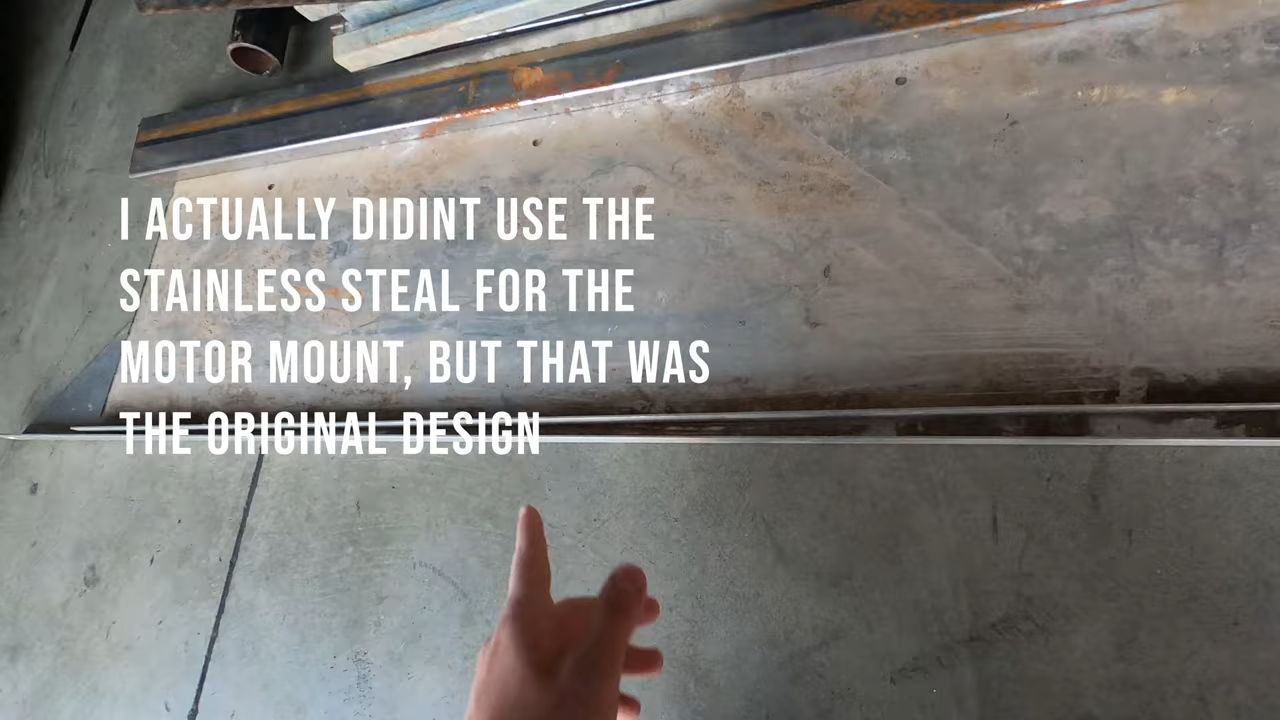 I ACTUALLY DIDINT USE THE
STAINLESS STEAL FOR THE
MOTOR MOUNT, BUT THAT WAS
THE ORIGINAL DESIGN